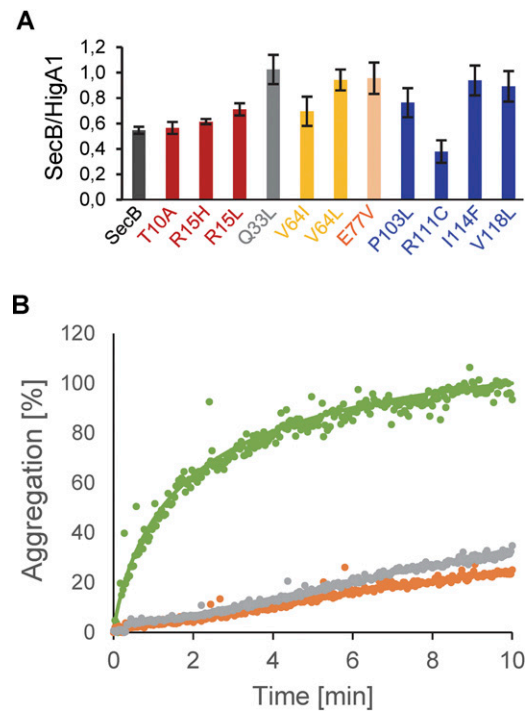 A
SecB/HigA1
1,2
1,0
0,8
0,6
0,4
0,2
0,0
SecB
T10A
R15H
R15L
Q33L
V64I
V64L
E77V
P103L
R111C
I114F
V118L
B
Aggregation [%]
120
100
80
60
40
20
0
0 2 4 6 8 10
Time [min]